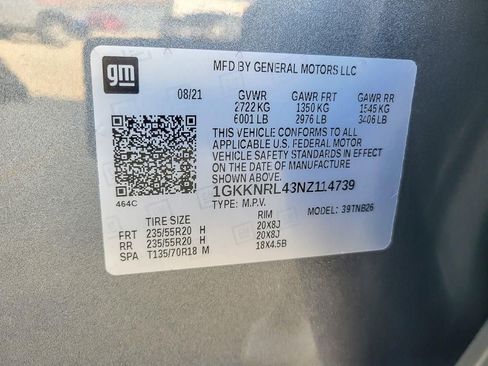 gm
MFD BY GENERAL MOTORS LLC
08/21 GVWR GAWR FRT GAWR RR
2722 KG 1350 KG 1545 KG
6001 LB 2976 LB 3406 LB
THIS VEHICLE CONFORMS TO ALL
APPLICABLE U.S. FEDERAL MOTOR
VEHICLE SAFETY STANDARDS IN EFFECT
ON THE DATE OF MANUFACTURE
SHOWN ABOVE.
1GKKNRL43NZ114739
464C TYPE: M.P.V. MODEL: 39TNB26
TIRE SIZE RIM
FRT 235/55R20 H 20X8J
RR 235/55R20 H 20X8J
SPA T135/70R18 M 18X4.5B